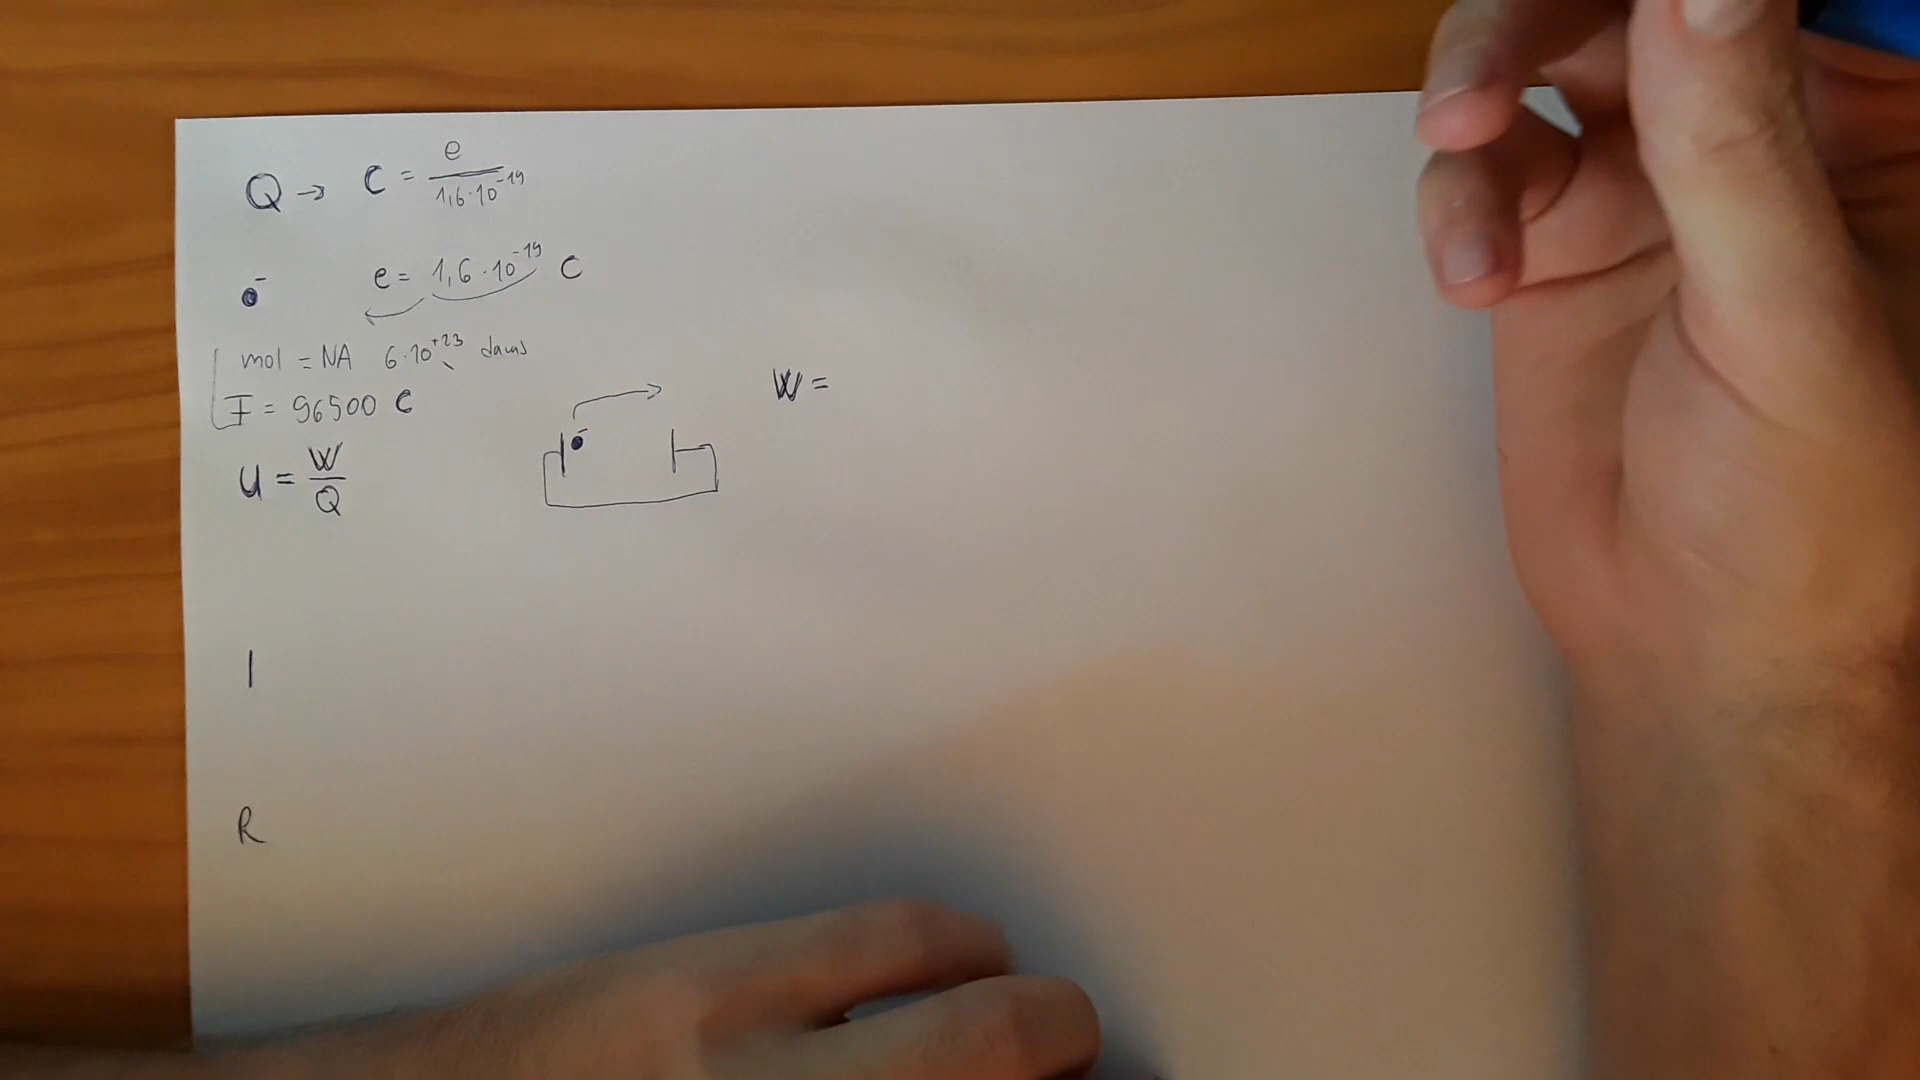 Q → C = e / 1,6·10⁻¹⁹
e = 1,6·10⁻¹⁹ C
mol = NA 6·10⁺²³
F = 96500 C
U = W / Q
W =
I
R